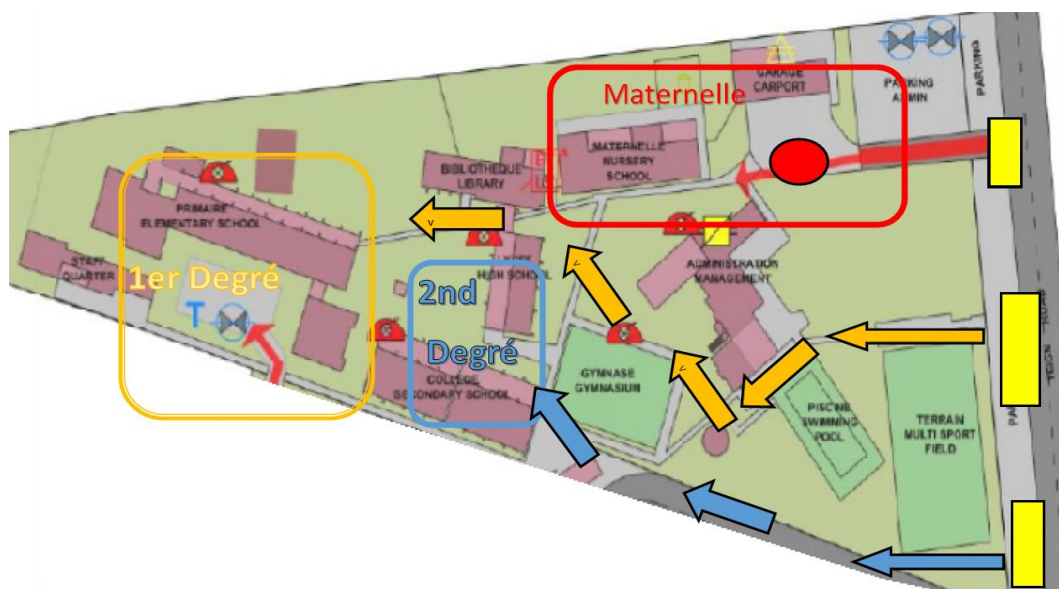 Maternelle
GARAGE
CARPORT
PARKING
ADMIN
PARKING
MATERNELLE
NURSERY
SCHOOL
BIBLIOTHEQUE
LIBRARY
PRIMAIRE
ELEMENTARY SCHOOL
STAFF
QUARTER
1er Degré
T
HIGH SCHOOL
2nd
Degré
COLLEGE
SECONDARY SCHOOL
ADMINISTRATION
MANAGEMENT
GYMNASE
GYMNASIUM
PISCINE
SWIMMING
POOL
TERRAIN
MULTI SPORT
FIELD
ROAD